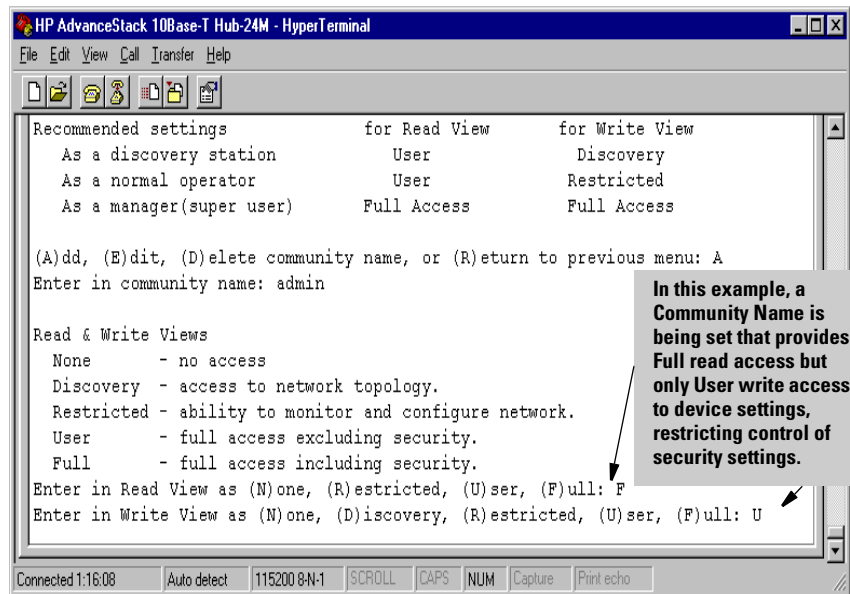 HP AdvanceStack 10Base-T Hub-24M - HyperTerminal
File Edit View Call Transfer Help
Recommended settings for Read View for Write View
As a discovery station User Discovery
As a normal operator User Restricted
As a manager(super user) Full Access Full Access
(A)dd, (E)dit, (D)elete community name, or (R)eturn to previous menu: A
Enter in community name: admin
Read & Write Views
None - no access
Discovery - access to network topology.
Restricted - ability to monitor and configure network.
User - full access excluding security.
Full - full access including security.
Enter in Read View as (N)one, (R)estricted, (U)ser, (F)ull: F
Enter in Write View as (N)one, (D)iscovery, (R)estricted, (U)ser, (F)ull: U
In this example, a
Community Name is
being set that provides
Full read access but
only User write access
to device settings,
restricting control of
security settings.
Connected 1:16:08 Auto detect 115200 8-N-1 SCROLL CAPS NUM Capture Print echo